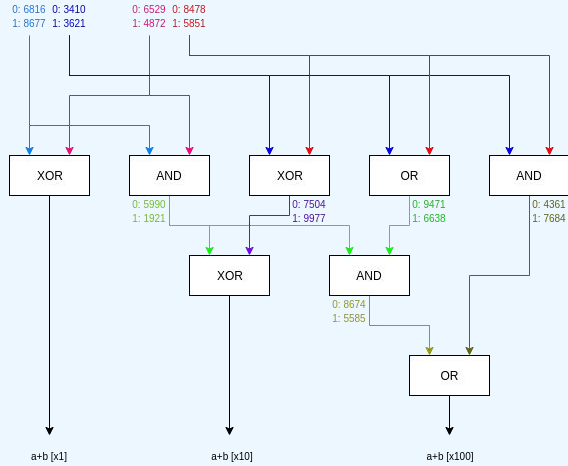 0: 6816 0: 3410 0: 6529 0: 8478
1: 8677 1: 3621 1: 4872 1: 5851
XOR AND XOR OR AND
0: 5990 0: 7504 0: 9471 0: 4361
1: 1921 1: 9977 1: 6638 1: 7684
XOR AND
0: 8674
1: 5585
OR
a+b [x1] a+b [x10] a+b [x100]